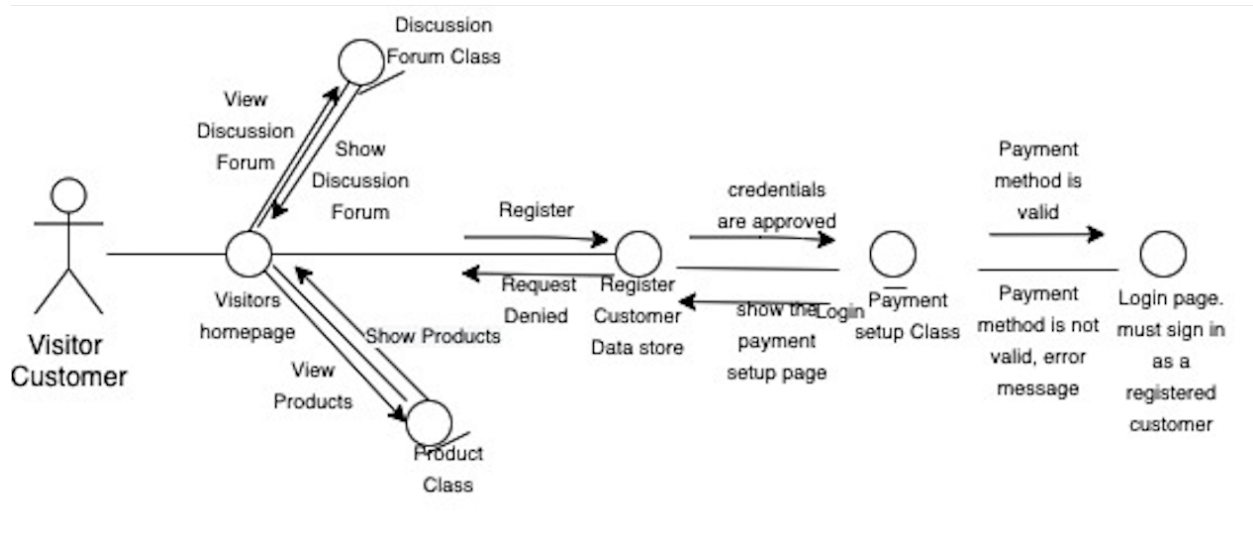 Discussion
Forum Class
View
Discussion
Forum
Show
Discussion
Forum
Visitor
Customer
Visitors
homepage
Show Products
View
Products
Product
Class
Register
Request
Denied
Register
Customer
Data store
credentials
are approved
show the
payment
setup page
Login
Payment
setup Class
Payment
method is
valid
Payment
method is not
valid, error
message
Login page.
must sign in
as a
registered
customer